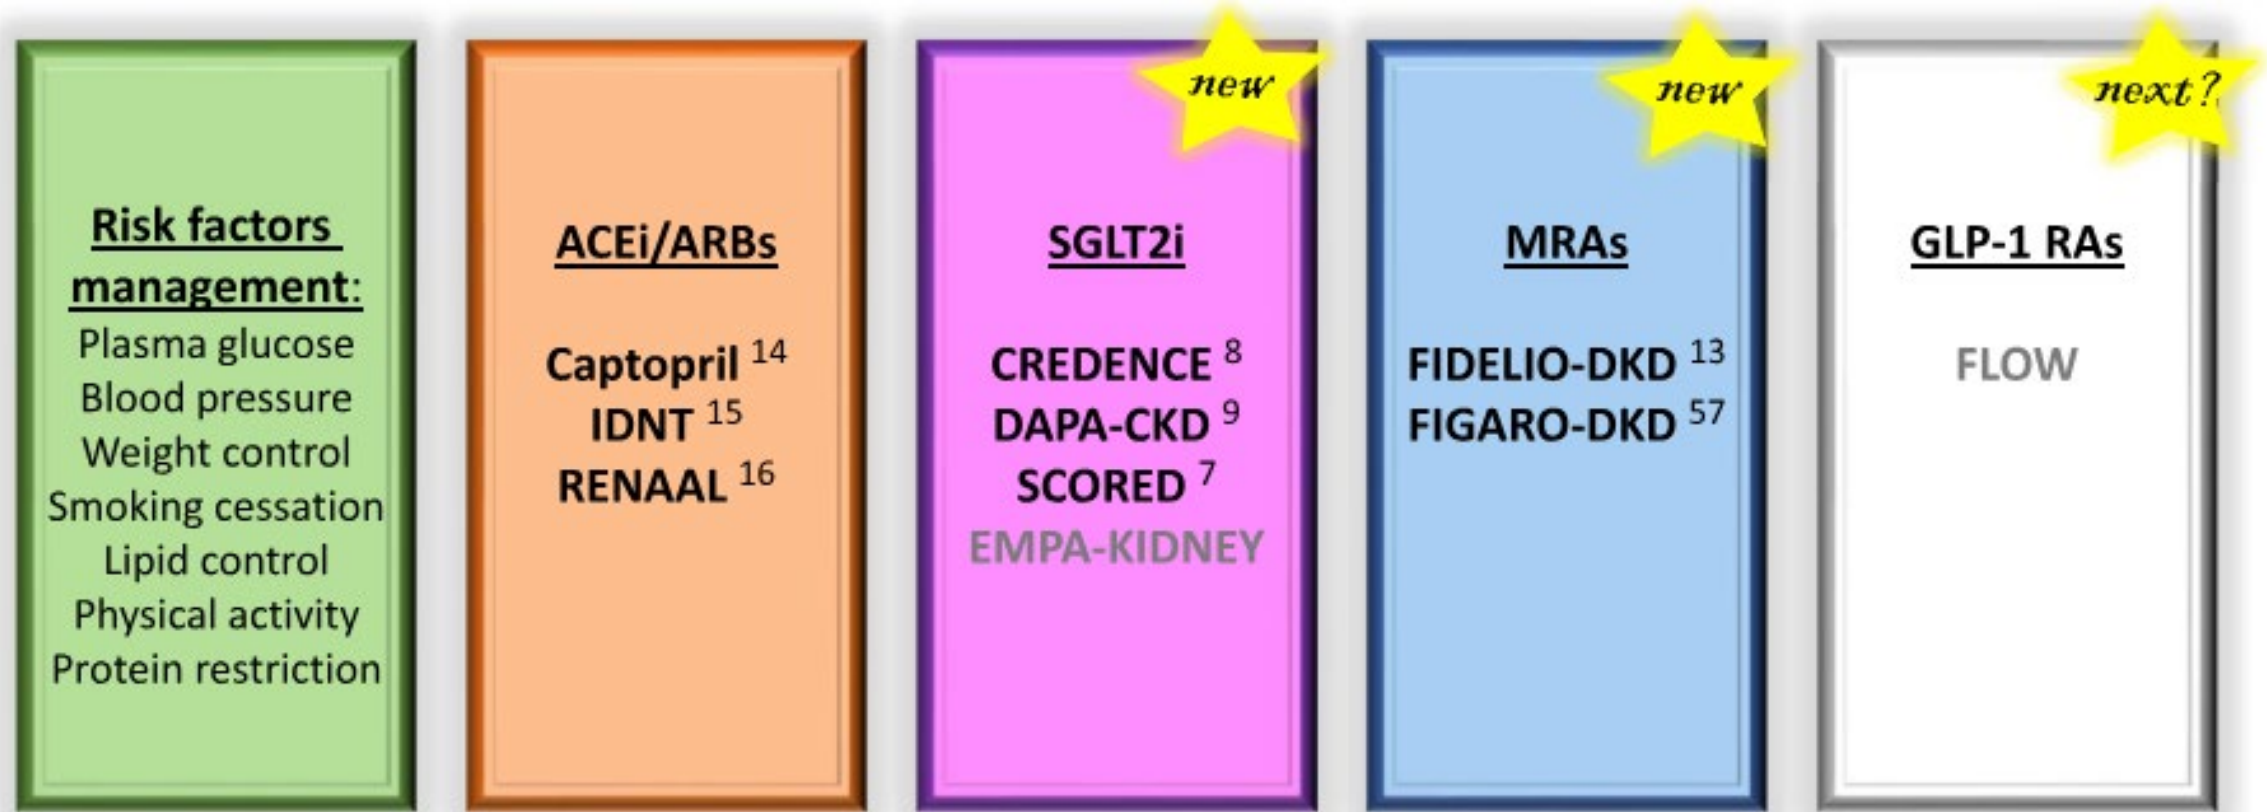 Risk factors
management:
Plasma glucose
Blood pressure
Weight control
Smoking cessation
Lipid control
Physical activity
Protein restriction
ACEi/ARBs
Captopril 14
IDNT 15
RENAAL 16
new
SGLT2i
CREDENCE 8
DAPA-CKD 9
SCORED 7
EMPA-KIDNEY
new
MRAs
FIDELIO-DKD 13
FIGARO-DKD 57
next?
GLP-1 RAs
FLOW